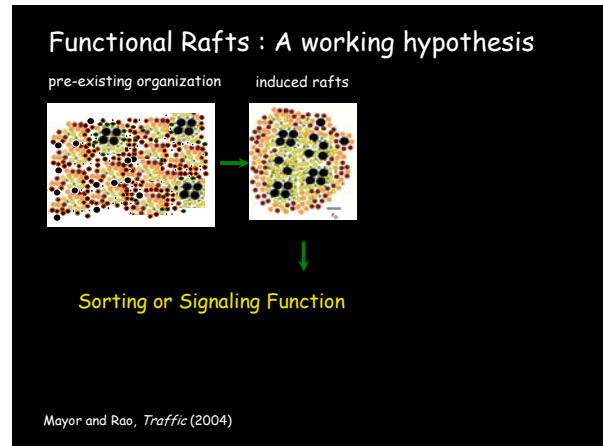 Functional Rafts : A working hypothesis
pre-existing organization
induced rafts
Sorting or Signaling Function
Mayor and Rao, Traffic (2004)